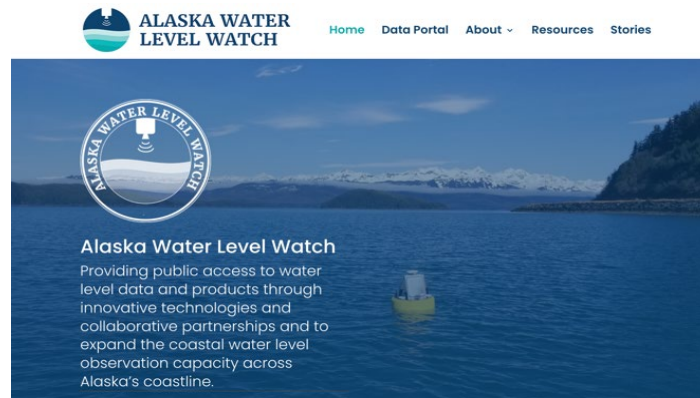 ALASKA WATER
LEVEL WATCH
Home Data Portal About Resources Stories
ALASKA WATER LEVEL WATCH
Alaska Water Level Watch
Providing public access to water
level data and products through
innovative technologies and
collaborative partnerships and to
expand the coastal water level
observation capacity across
Alaska's coastline.